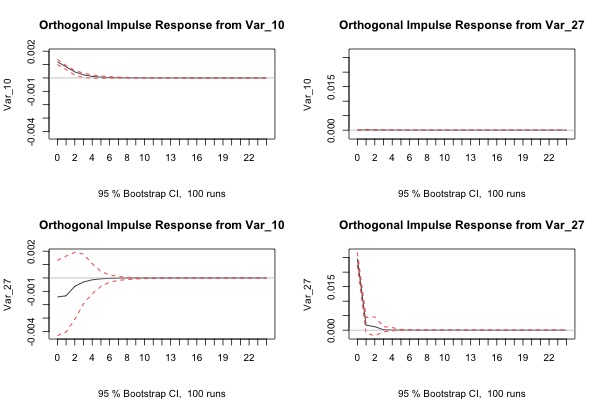 Orthogonal Impulse Response from Var_10
Var_10
0.002
-0.001
-0.004
0 2 4 6 8 10 13 16 19 22
95 % Bootstrap CI, 100 runs
Orthogonal Impulse Response from Var_27
Var_10
0.015
0.000
0 2 4 6 8 10 13 16 19 22
95 % Bootstrap CI, 100 runs
Orthogonal Impulse Response from Var_10
Var_27
0.002
-0.001
-0.004
0 2 4 6 8 10 13 16 19 22
95 % Bootstrap CI, 100 runs
Orthogonal Impulse Response from Var_27
Var_27
0.015
0.000
0 2 4 6 8 10 13 16 19 22
95 % Bootstrap CI, 100 runs